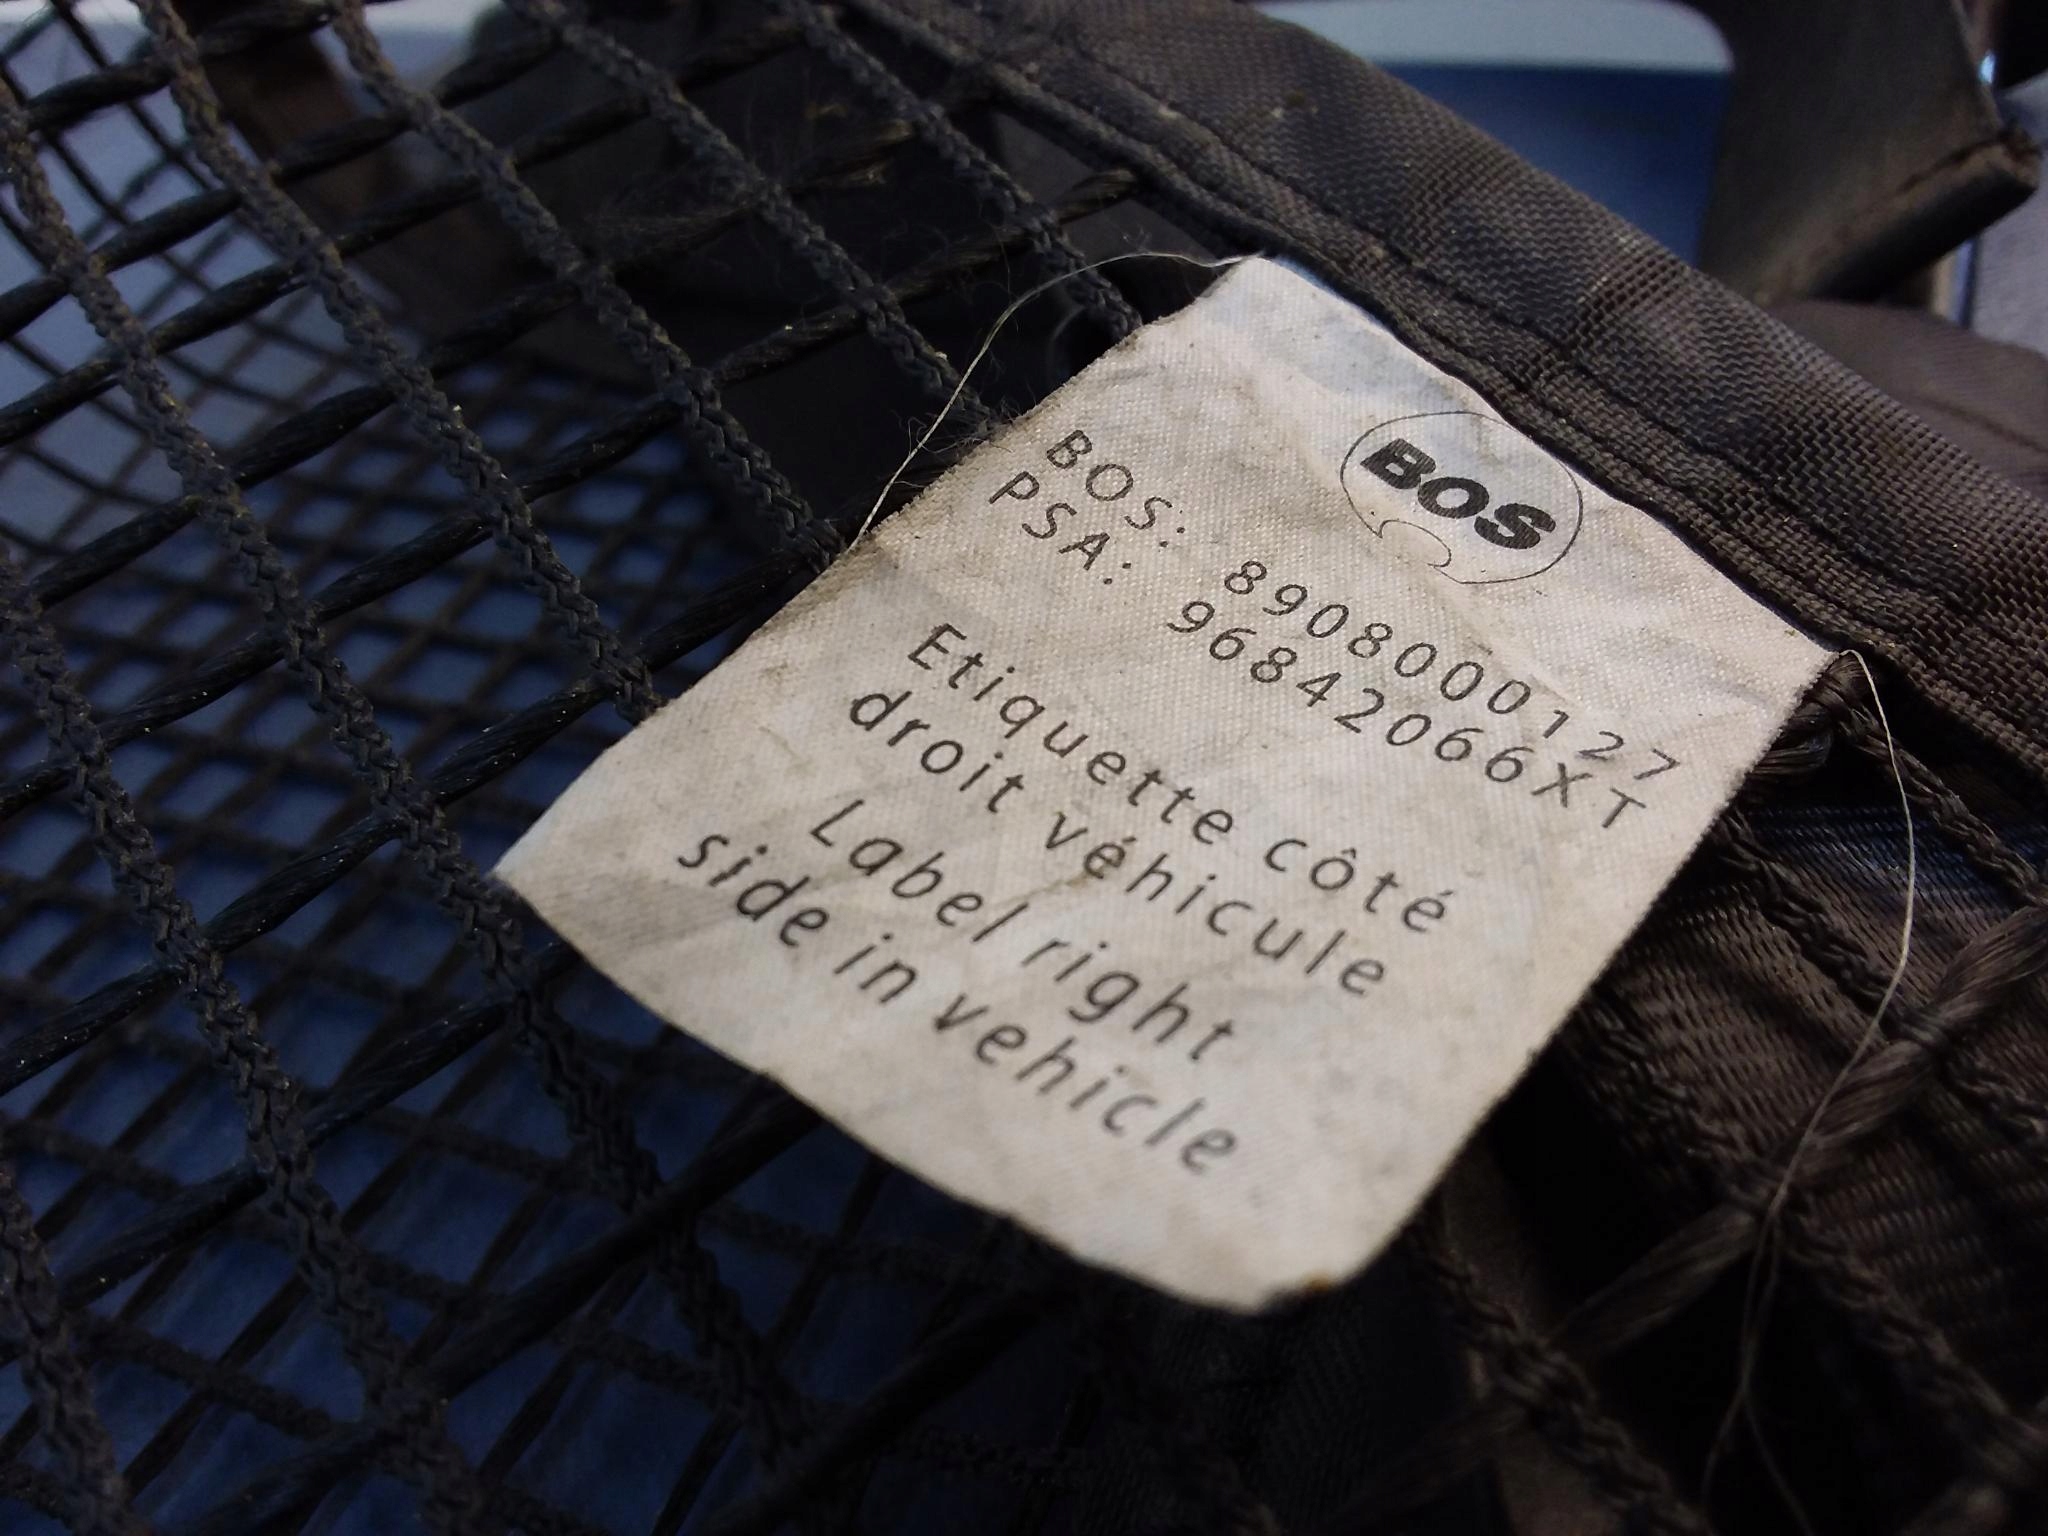 BOS
BOS: 8908000127
PSA: 96842066XT
Etiquette côté
droit véhicule
Label right
side in vehicle